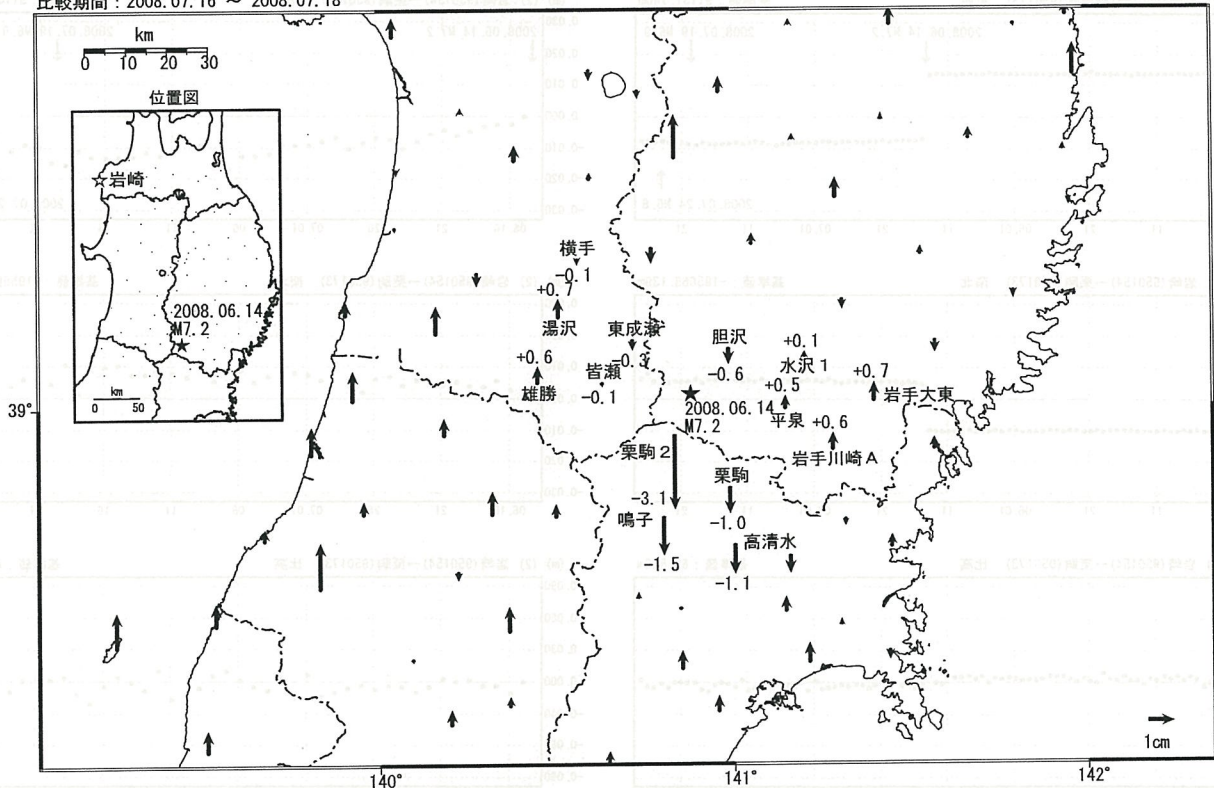 比較期間：2008.07.16 ～ 2008.07.18
km
0 10 20 30
位置図
☆岩崎
2008.06.14
M7.2
km
0 50
横手
-0.1
+0.7
湯沢
東成瀬
-0.3
胆沢
-0.6
+0.1
水沢1
+0.6
雄勝
皆瀬
-0.1
+0.5
平泉
+0.7
岩手大東
2008.06.14
M7.2
+0.6
岩手川崎A
39°
栗駒2
-3.1
栗駒
-1.0
鳴子
-1.5
高清水
-1.1
1cm
140°
141°
142°